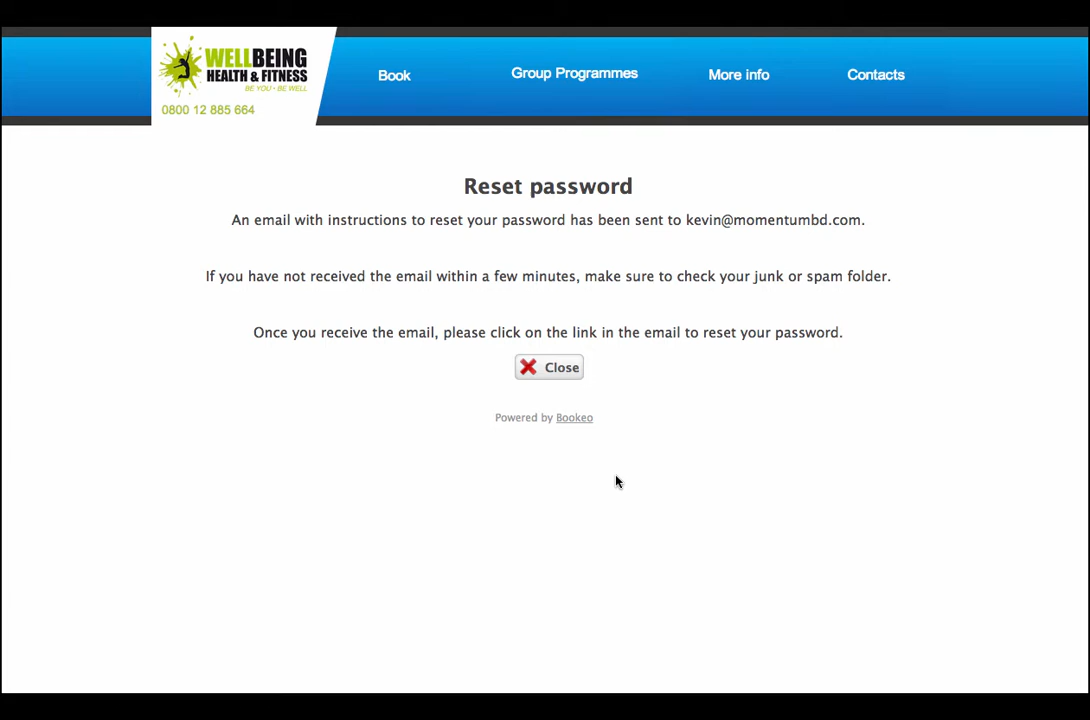 WELLBEING
HEALTH & FITNESS
BE YOU • BE WELL
0800 12 885 664
Book
Group Programmes
More info
Contacts
Reset password
An email with instructions to reset your password has been sent to kevin@momentumbd.com.
If you have not received the email within a few minutes, make sure to check your junk or spam folder.
Once you receive the email, please click on the link in the email to reset your password.
Close
Powered by Bookeo